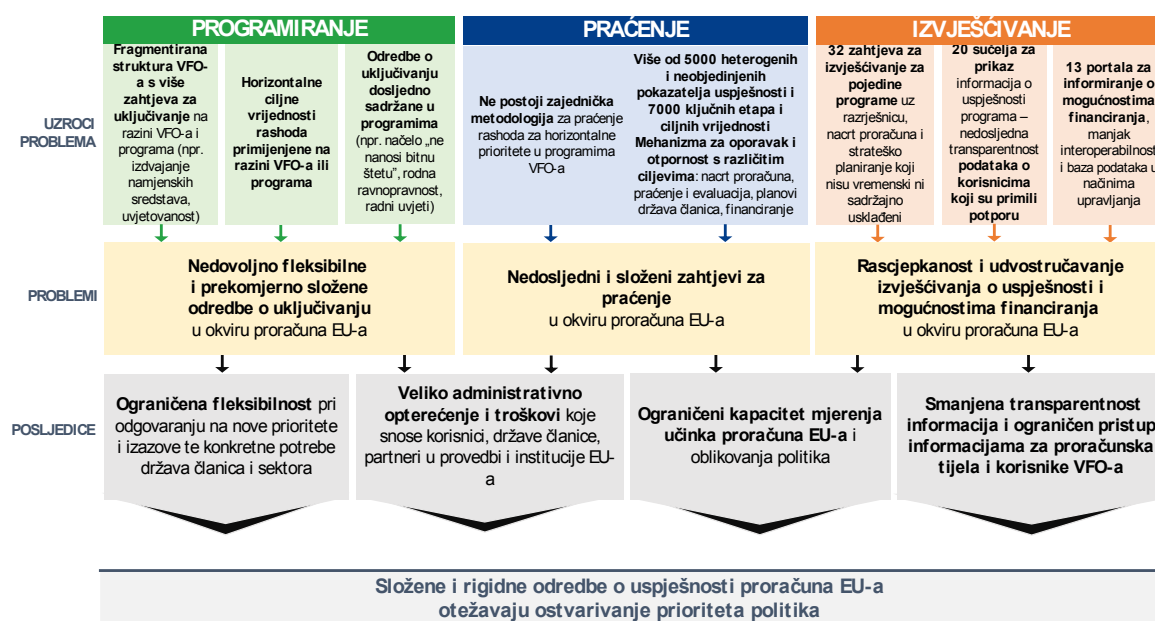 PROGRAMIRANJE
PRAĆENJE
IZVJEŠĆIVANJE
UZROCI
PROBLEMA
Fragmentirana
struktura VFO-
a s više
zahtjeva za
uključivanje na
razini VFO-a i
programa (npr.
izdvajanje
namjenskih
sredstava,
uvjetovanost)
Horizontalne
ciljne
vrijednosti
rashoda
primijenjene na
razini VFO-a ili
programa
Odredbe o
uključivanju
dosljedno
sadržane u
programima
(npr. načelo „ne
nanosi bitnu
štetu”, rodna
ravnopravnost,
radni uvjeti)
Ne postoji zajednička
metodologija za praćenje
rashoda za horizontalne
prioritete u programima
VFO-a
Više od 5000 heterogenih
i neobjedinjenih
pokazatelja uspješnosti i
7000 ključnih etapa i
ciljnih vrijednosti
Mehanizma za oporavak i
otpornost s različitim
ciljevima: nacrt proračuna,
praćenje i evaluacija, planovi
država članica, financiranje
32 zahtjeva za
izvješćivanje za
pojedine
programe uz
razrješnicu,
nacrt proračuna i
strateško
planiranje koji
nisu vremenski ni
sadržajno
usklađeni
20 sučelja za
prikaz
informacija o
uspješnosti
programa –
nedosljedna
transparentnost
podataka o
korisnicima
koji su primili
potporu
13 portala za
informiranje o
mogućnostima
financiranja,
manjak
interoperabilnosti
i baza podataka u
načinima
upravljanja
PROBLEMI
Nedovoljno fleksibilne
i prekomjerno složene
odredbe o uključivanju
u okviru proračuna EU-a
Nedosljedni i složeni zahtjevi za
praćenje
u okviru proračuna EU-a
Rascjepkanost i udvostručavanje
izvješćivanja o uspješnosti i
mogućnostima financiranja
u okviru proračuna EU-a
POSLJEDICE
Ograničena fleksibilnost pri
odgovaranju na nove prioritete
i izazove te konkretne potrebe
država članica i sektora
Veliko administrativno
opterećenje i troškovi koje
snose korisnici, države članice,
partneri u provedbi i institucije EU-
a
Ograničeni kapacitet mjerenja
učinka proračuna EU-a i
oblikovanja politika
Smanjena transparentnost
informacija i ograničen pristup
informacijama za proračunska
tijela i korisnike VFO-a
Složene i rigidne odredbe o uspješnosti proračuna EU-a
otežavaju ostvarivanje prioriteta politika